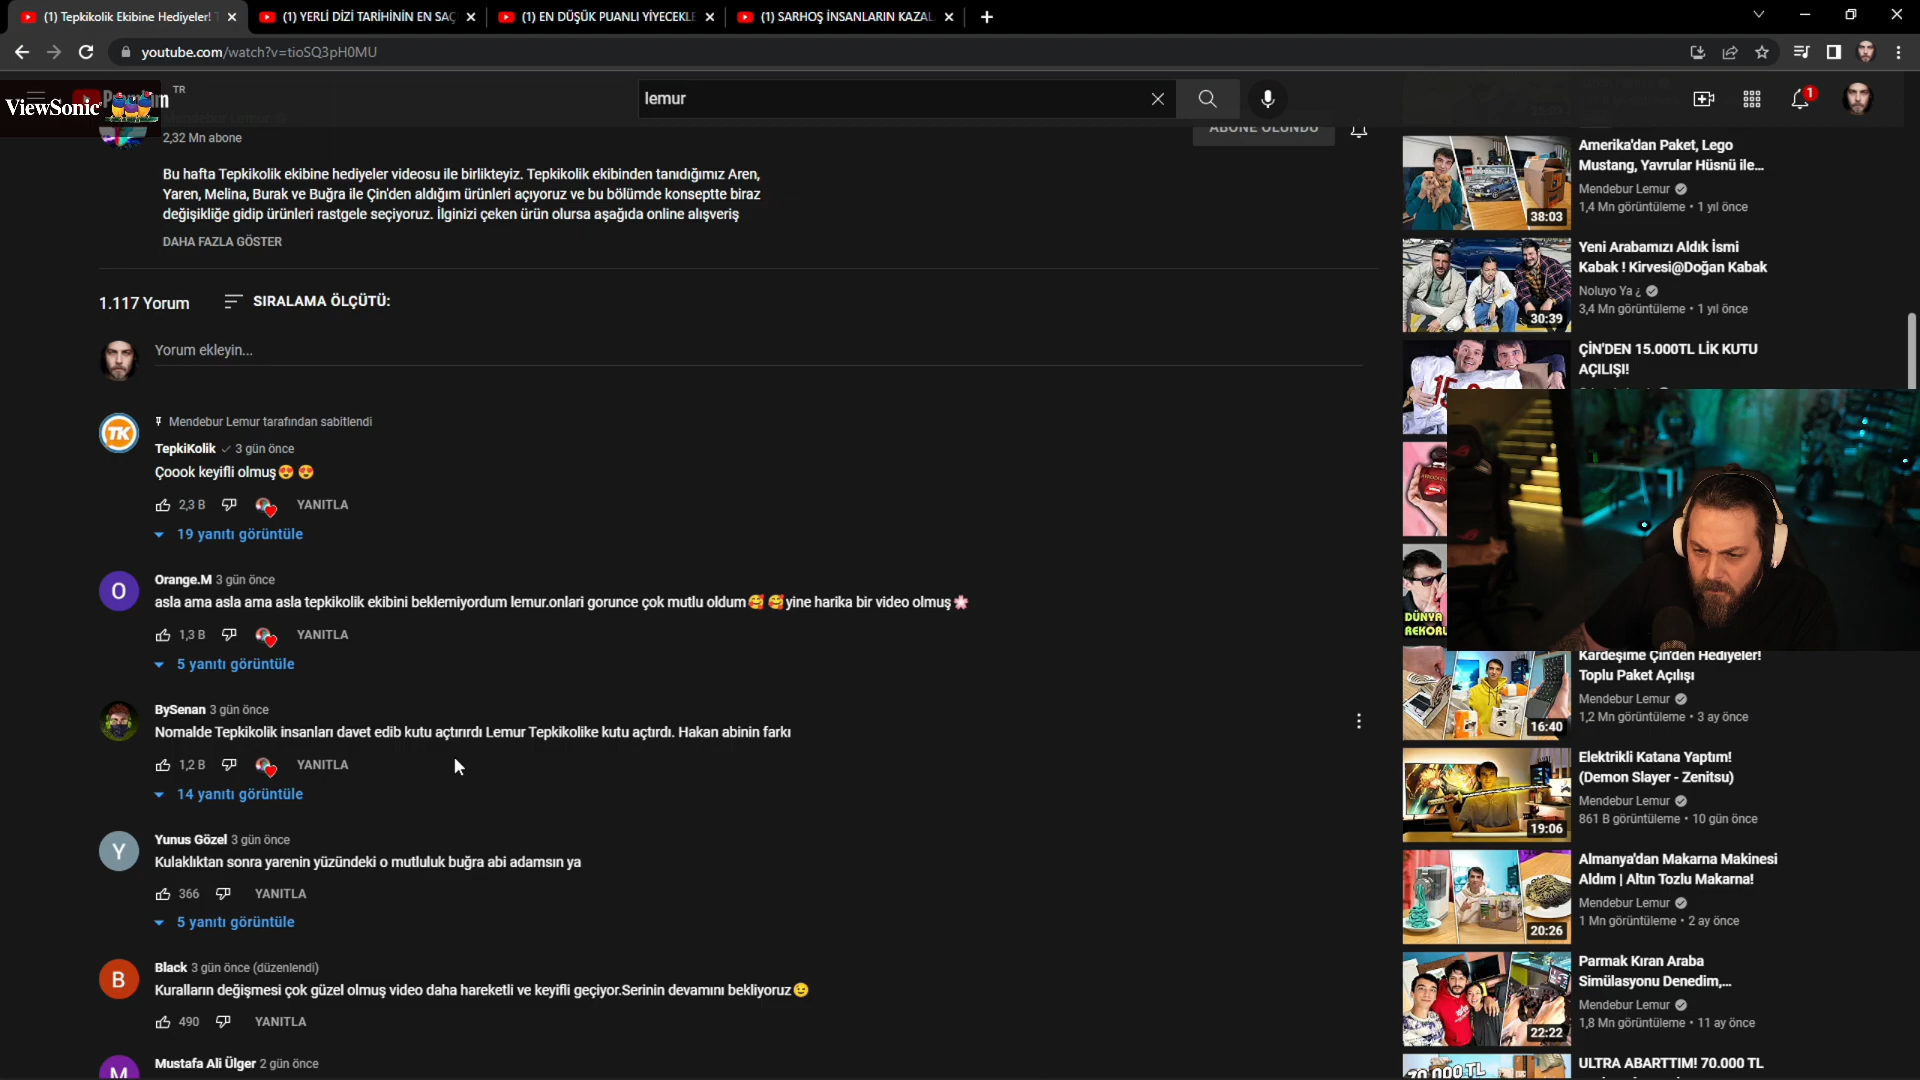 (1) Tepkikolik Ekibine Hediyeler!
(1) YERLİ DİZİ TARİHİNİN EN SAÇ
(1) EN DÜŞÜK PUANLI YİYECEKLE
(1) SARHOŞ İNSANLARIN KAZAL
youtube.com/watch?v=tioSQ3pH0MU
ViewSonic
TR
lemur
1
2,32 Mn abone
ABONE OLUNDU
Bu hafta Tepkikolik ekibine hediyeler videosu ile birlikteyiz. Tepkikolik ekibinden tanıdığımız Aren,
Yaren, Melina, Burak ve Buğra ile Çin'den aldığım ürünleri açıyoruz ve bu bölümde konseptte biraz
değişikliğe gidip ürünleri rastgele seçiyoruz. İlginizi çeken ürün olursa aşağıda online alışveriş
DAHA FAZLA GÖSTER
1.117 Yorum
SIRALAMA ÖLÇÜTÜ:
Yorum ekleyin...
Mendebur Lemur tarafından sabitlendi
TK
TepkiKolik 3 gün önce
Çoook keyifli olmuş😍 😍
2,3 B
YANITLA
19 yanıtı görüntüle
O
Orange.M 3 gün önce
asla ama asla ama asla tepkikolik ekibini beklemiyordum lemur.onlari gorunce çok mutlu oldum🥰 🥰yine harika bir video olmuş🌸
1,3 B
YANITLA
5 yanıtı görüntüle
BySenan 3 gün önce
Nomalde Tepkikolik insanları davet edib kutu açtırırdı Lemur Tepkikolike kutu açtırdı. Hakan abinin farkı
1,2 B
YANITLA
14 yanıtı görüntüle
Y
Yunus Gözel 3 gün önce
Kulaklıktan sonra yarenin yüzündeki o mutluluk buğra abi adamsın ya
366
YANITLA
5 yanıtı görüntüle
B
Black 3 gün önce (düzenlendi)
Kuralların değişmesi çok güzel olmuş video daha hareketli ve keyifli geçiyor.Serinin devamını bekliyoruz😉
490
YANITLA
M
Mustafa Ali Ülger 2 gün önce
Amerika'dan Paket, Lego
Mustang, Yavrular Hüsnü ile...
Mendebur Lemur
1,4 Mn görüntüleme • 1 yıl önce
38:03
Yeni Arabamızı Aldık İsmi
Kabak ! Kirvesi@Doğan Kabak
Noluyo Ya ¿
3,4 Mn görüntüleme • 1 yıl önce
30:39
ÇİN'DEN 15.000TL LİK KUTU
AÇILIŞI!
DÜNYA
REKORU
Kardeşime Çin'den Hediyeler!
Toplu Paket Açılışı
Mendebur Lemur
1,2 Mn görüntüleme • 3 ay önce
16:40
Elektrikli Katana Yaptım!
(Demon Slayer - Zenitsu)
Mendebur Lemur
861 B görüntüleme • 10 gün önce
19:06
Almanya'dan Makarna Makinesi
Aldım | Altın Tozlu Makarna!
Mendebur Lemur
1 Mn görüntüleme • 2 ay önce
20:26
Parmak Kıran Araba
Simülasyonu Denedim,...
Mendebur Lemur
1,8 Mn görüntüleme • 11 ay önce
22:22
ULTRA ABARTTIM! 70.000 TL
70.000 TL